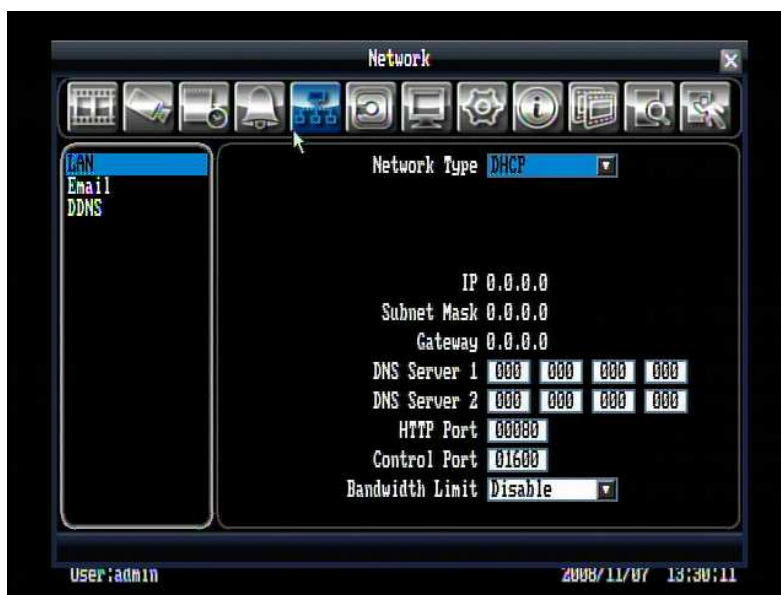 Network
LAN
Email
DDNS
Network Type DHCP
IP 0.0.0.0
Subnet Mask 0.0.0.0
Gateway 0.0.0.0
DNS Server 1 000 000 000 000
DNS Server 2 000 000 000 000
HTTP Port 00080
Control Port 01600
Bandwidth Limit Disable
User:admin 2008/11/07 13:30:11